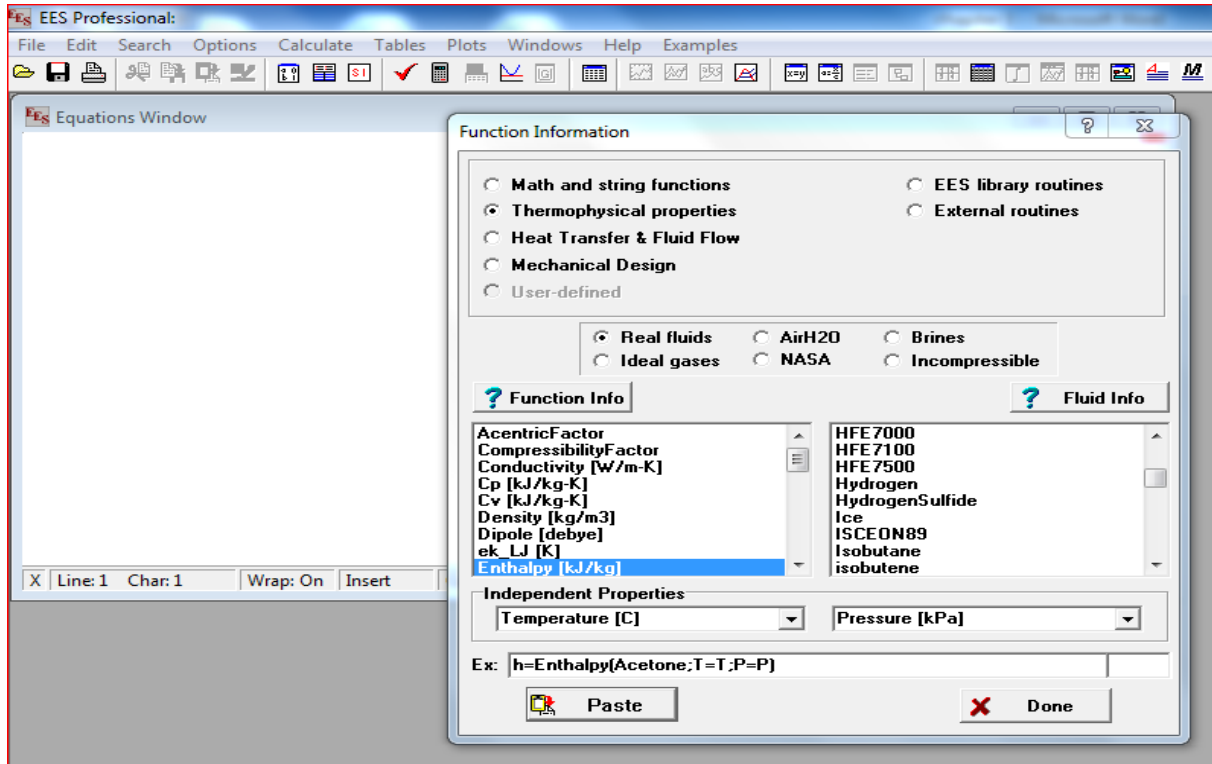 EES EES Professional:
File Edit Search Options Calculate Tables Plots Windows Help Examples
EES Equations Window
Function Information
Math and string functions EES library routines
Thermophysical properties External routines
Heat Transfer & Fluid Flow
Mechanical Design
User-defined
Real fluids AirH2O Brines
Ideal gases NASA Incompressible
? Function Info ? Fluid Info
AcentricFactor HFE7000
CompressibilityFactor HFE7100
Conductivity [W/m-K] HFE7500
Cp [kJ/kg-K] Hydrogen
Cv [kJ/kg-K] HydrogenSulfide
Density [kg/m3] Ice
Dipole [debye] ISCEON89
ek_LJ [K] Isobutane
Enthalpy [kJ/kg] isobutene
X Line: 1 Char: 1 Wrap: On Insert
Independent Properties
Temperature [C] Pressure [kPa]
Ex: h=Enthalpy(Acetone;T=T;P=P)
Paste Done